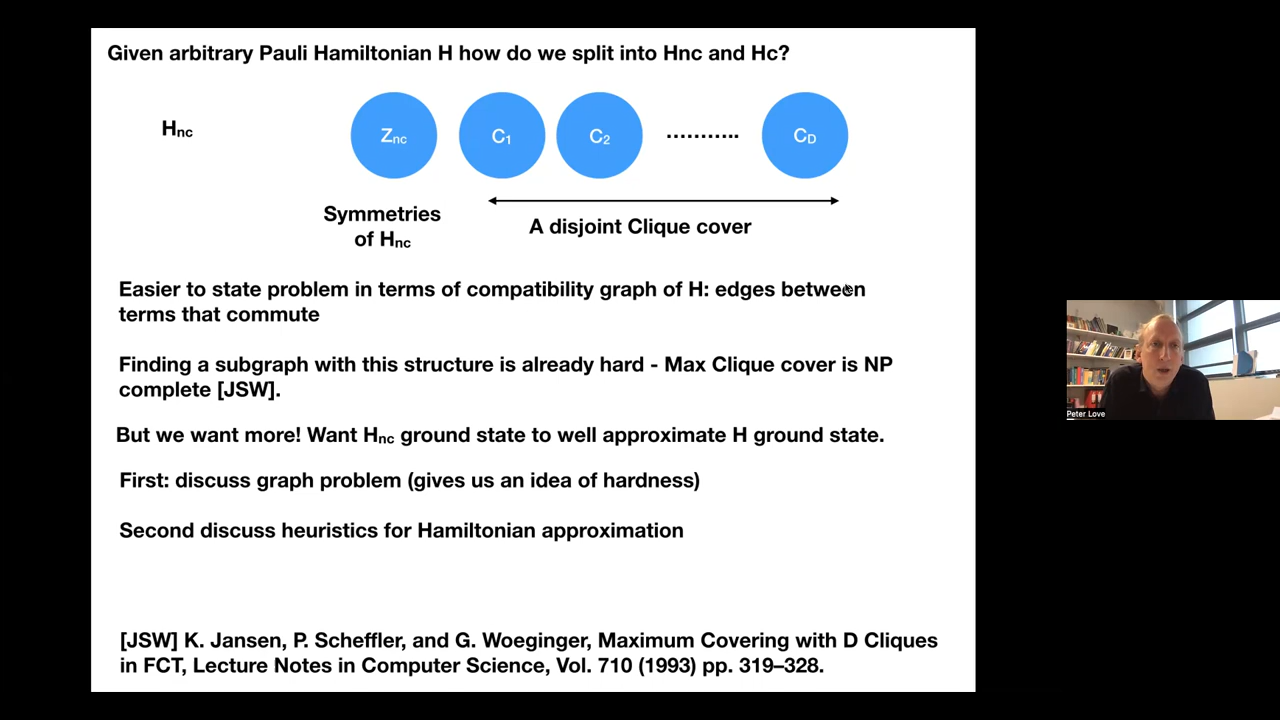 Given arbitrary Pauli Hamiltonian H how do we split into Hnc and Hc?
Hnc
Znc
C1
C2
...........
CD
Symmetries
of Hnc
A disjoint Clique cover
Easier to state problem in terms of compatibility graph of H: edges between
terms that commute
Finding a subgraph with this structure is already hard - Max Clique cover is NP
complete [JSW].
But we want more! Want Hnc ground state to well approximate H ground state.
First: discuss graph problem (gives us an idea of hardness)
Second discuss heuristics for Hamiltonian approximation
[JSW] K. Jansen, P. Scheffler, and G. Woeginger, Maximum Covering with D Cliques
in FCT, Lecture Notes in Computer Science, Vol. 710 (1993) pp. 319–328.
Peter Love